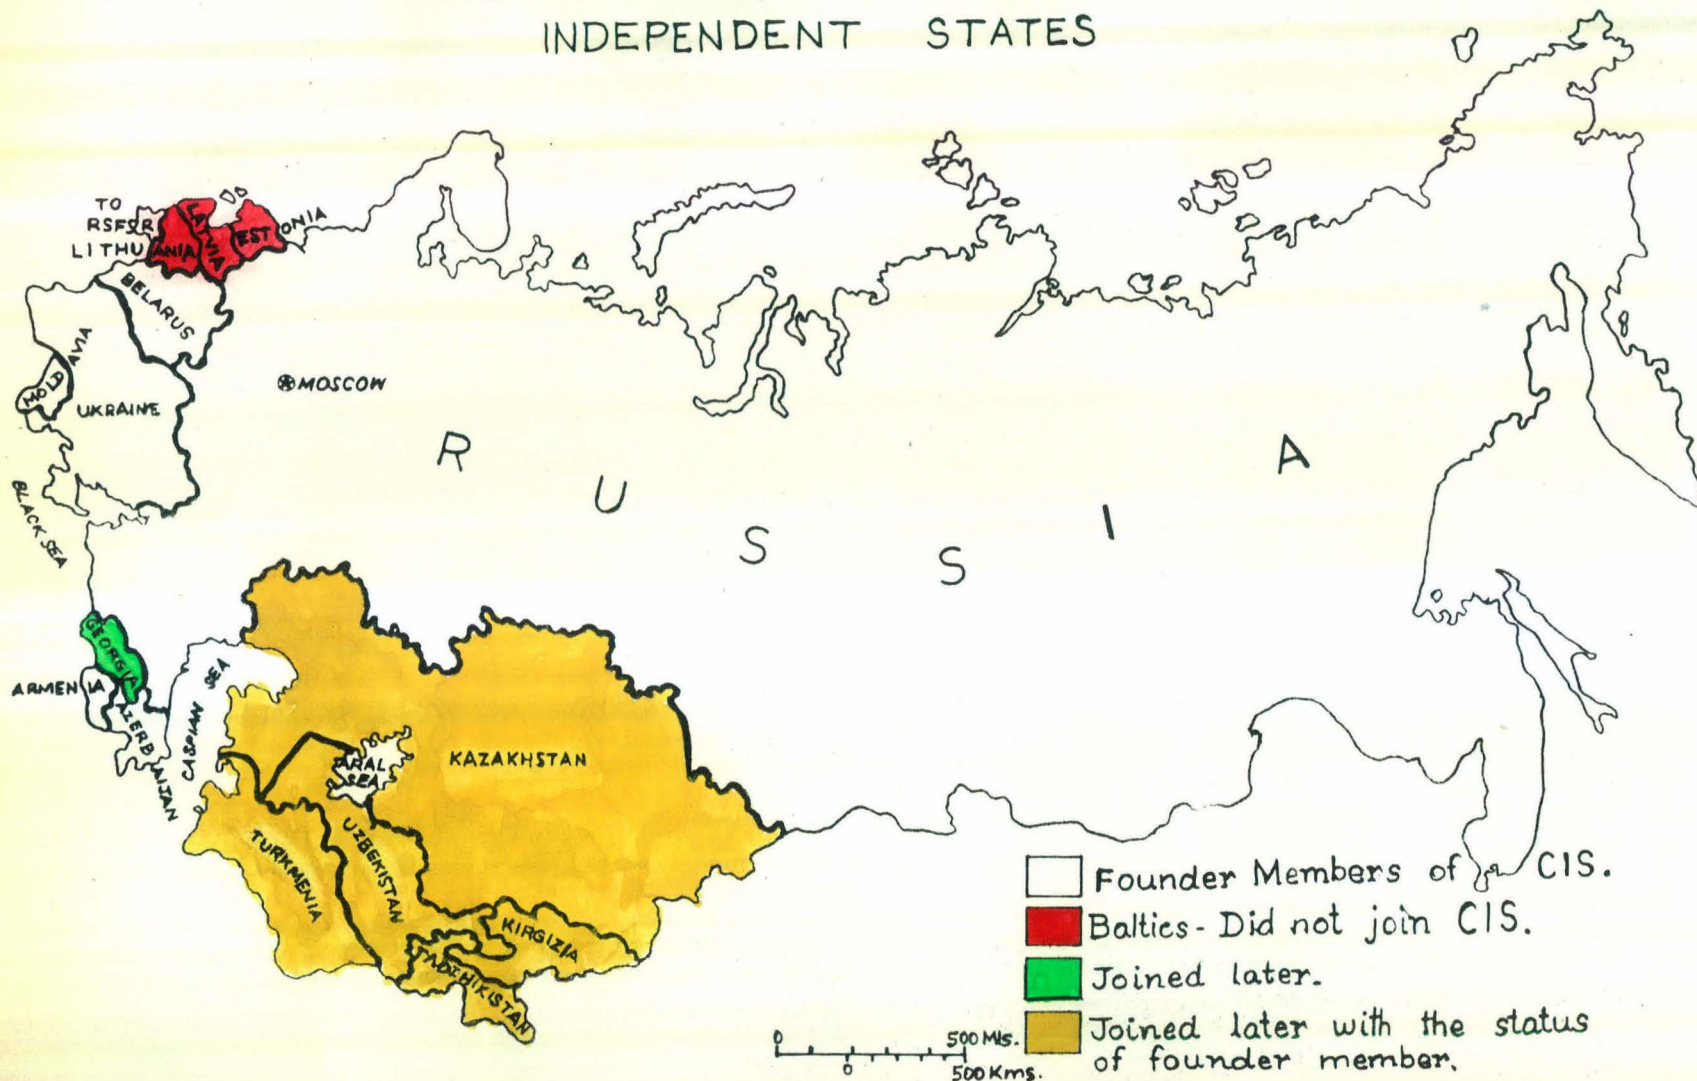 INDEPENDENT STATES
TO
RSFSR
LITHUANIA
LATVIA
ESTONIA
BELARUS
MOLDAVIA
UKRAINE
MOSCOW
BLACK SEA
RUSSIA
GEORGIA
ARMENIA
AZERBAIJAN
CASPIAN SEA
ARAL
SEA
KAZAKHSTAN
TURKMENIA
UZBEKISTAN
KIRGIZIA
TADZHIKISTAN
Founder Members of CIS.
Baltics - Did not join CIS.
Joined later.
Joined later with the status
of founder member.
0 500 Mls.
0 500 Kms.